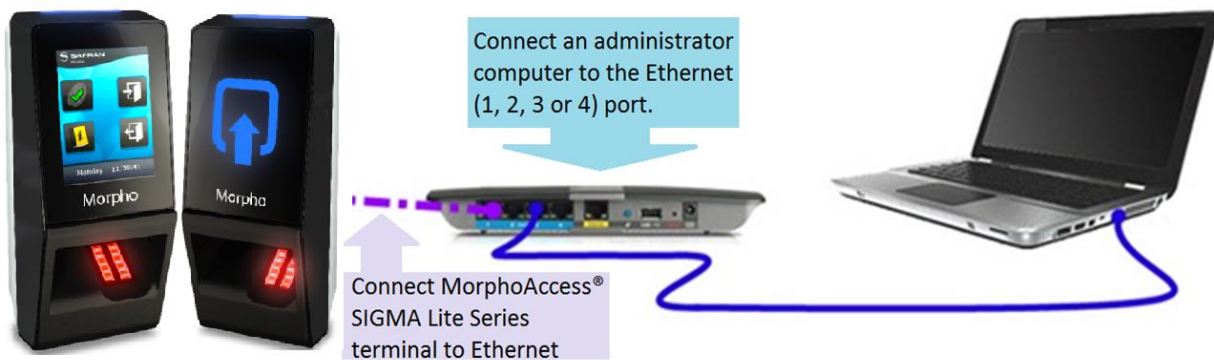 SAFRAN
Monday
Morpho
Morpho
Connect an administrator
computer to the Ethernet
(1, 2, 3 or 4) port.
Connect MorphoAccess®
SIGMA Lite Series
terminal to Ethernet